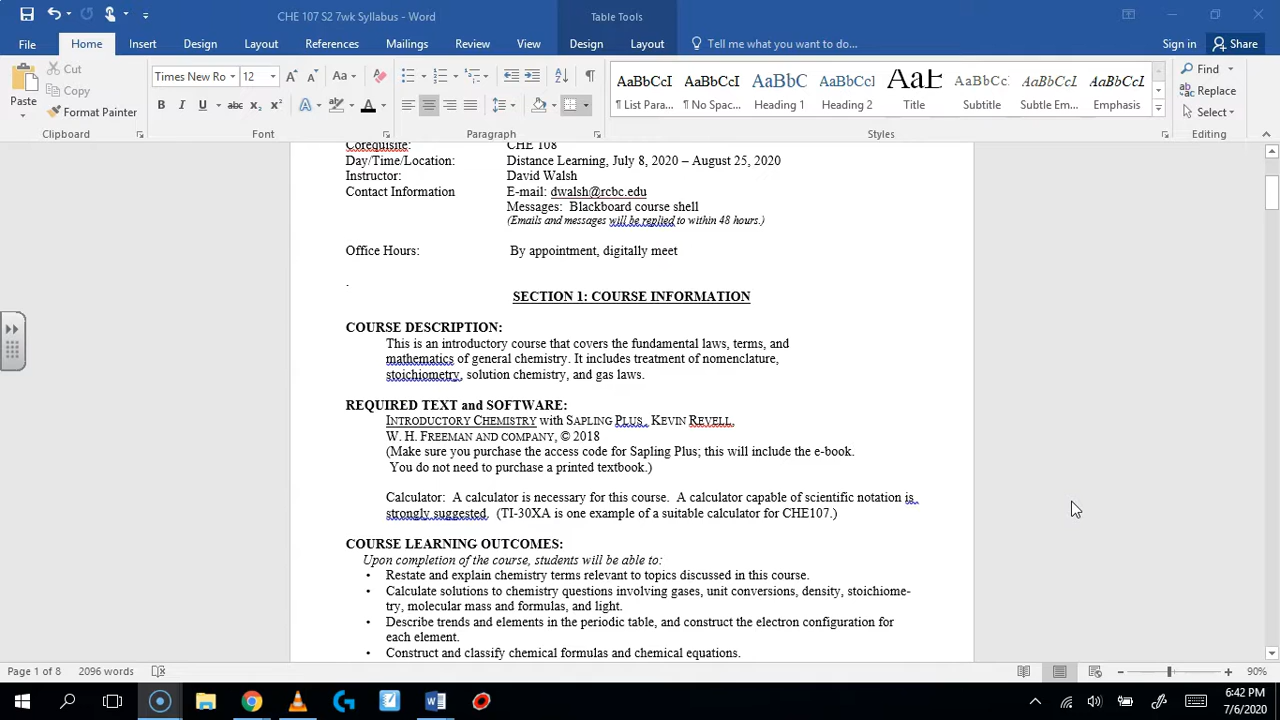 CHE 107 S2 7wk Syllabus - Word
Table Tools
File Home Insert Design Layout References Mailings Review View Design Layout Tell me what you want to do... Sign in Share
Paste
Cut
Copy
Format Painter
Clipboard
Times New Ro 12
Font
Paragraph
AaBbCcI AaBbCcI AaBbC AaBbCcI AaB AaBbCcI AaBbCcI AaBbCcI
¶ List Para... ¶ No Spac... Heading 1 Heading 2 Title Subtitle Subtle Em... Emphasis
Styles
Find
Replace
Select
Editing
Corequisite: CHE 108
Day/Time/Location: Distance Learning, July 8, 2020 – August 25, 2020
Instructor: David Walsh
Contact Information E-mail: dwalsh@rcbc.edu
Messages: Blackboard course shell
(Emails and messages will be replied to within 48 hours.)
Office Hours: By appointment, digitally meet
.
SECTION 1: COURSE INFORMATION
COURSE DESCRIPTION:
This is an introductory course that covers the fundamental laws, terms, and
mathematics of general chemistry. It includes treatment of nomenclature,
stoichiometry, solution chemistry, and gas laws.
REQUIRED TEXT and SOFTWARE:
INTRODUCTORY CHEMISTRY with SAPLING PLUS , KEVIN REVELL,
W. H. FREEMAN AND COMPANY, © 2018
(Make sure you purchase the access code for Sapling Plus; this will include the e-book.
You do not need to purchase a printed textbook.)
Calculator: A calculator is necessary for this course. A calculator capable of scientific notation is
strongly suggested. (TI-30XA is one example of a suitable calculator for CHE107.)
COURSE LEARNING OUTCOMES:
Upon completion of the course, students will be able to:
• Restate and explain chemistry terms relevant to topics discussed in this course.
• Calculate solutions to chemistry questions involving gases, unit conversions, density, stoichiome-
try, molecular mass and formulas, and light.
• Describe trends and elements in the periodic table, and construct the electron configuration for
each element.
• Construct and classify chemical formulas and chemical equations.
Page 1 of 8 2096 words 90%
6:42 PM
7/6/2020